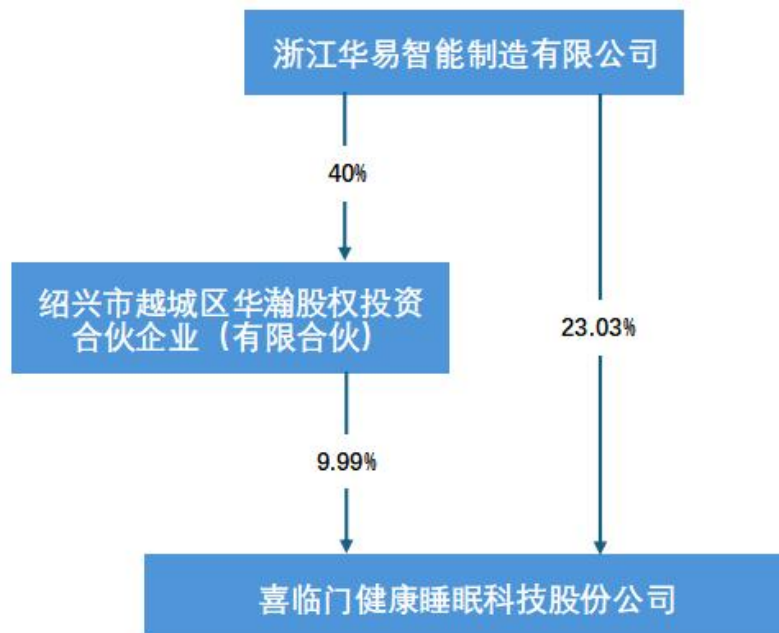 浙江华易智能制造有限公司
40%
绍兴市越城区华瀚股权投资
合伙企业（有限合伙）
23.03%
9.99%
喜临门健康睡眠科技股份公司